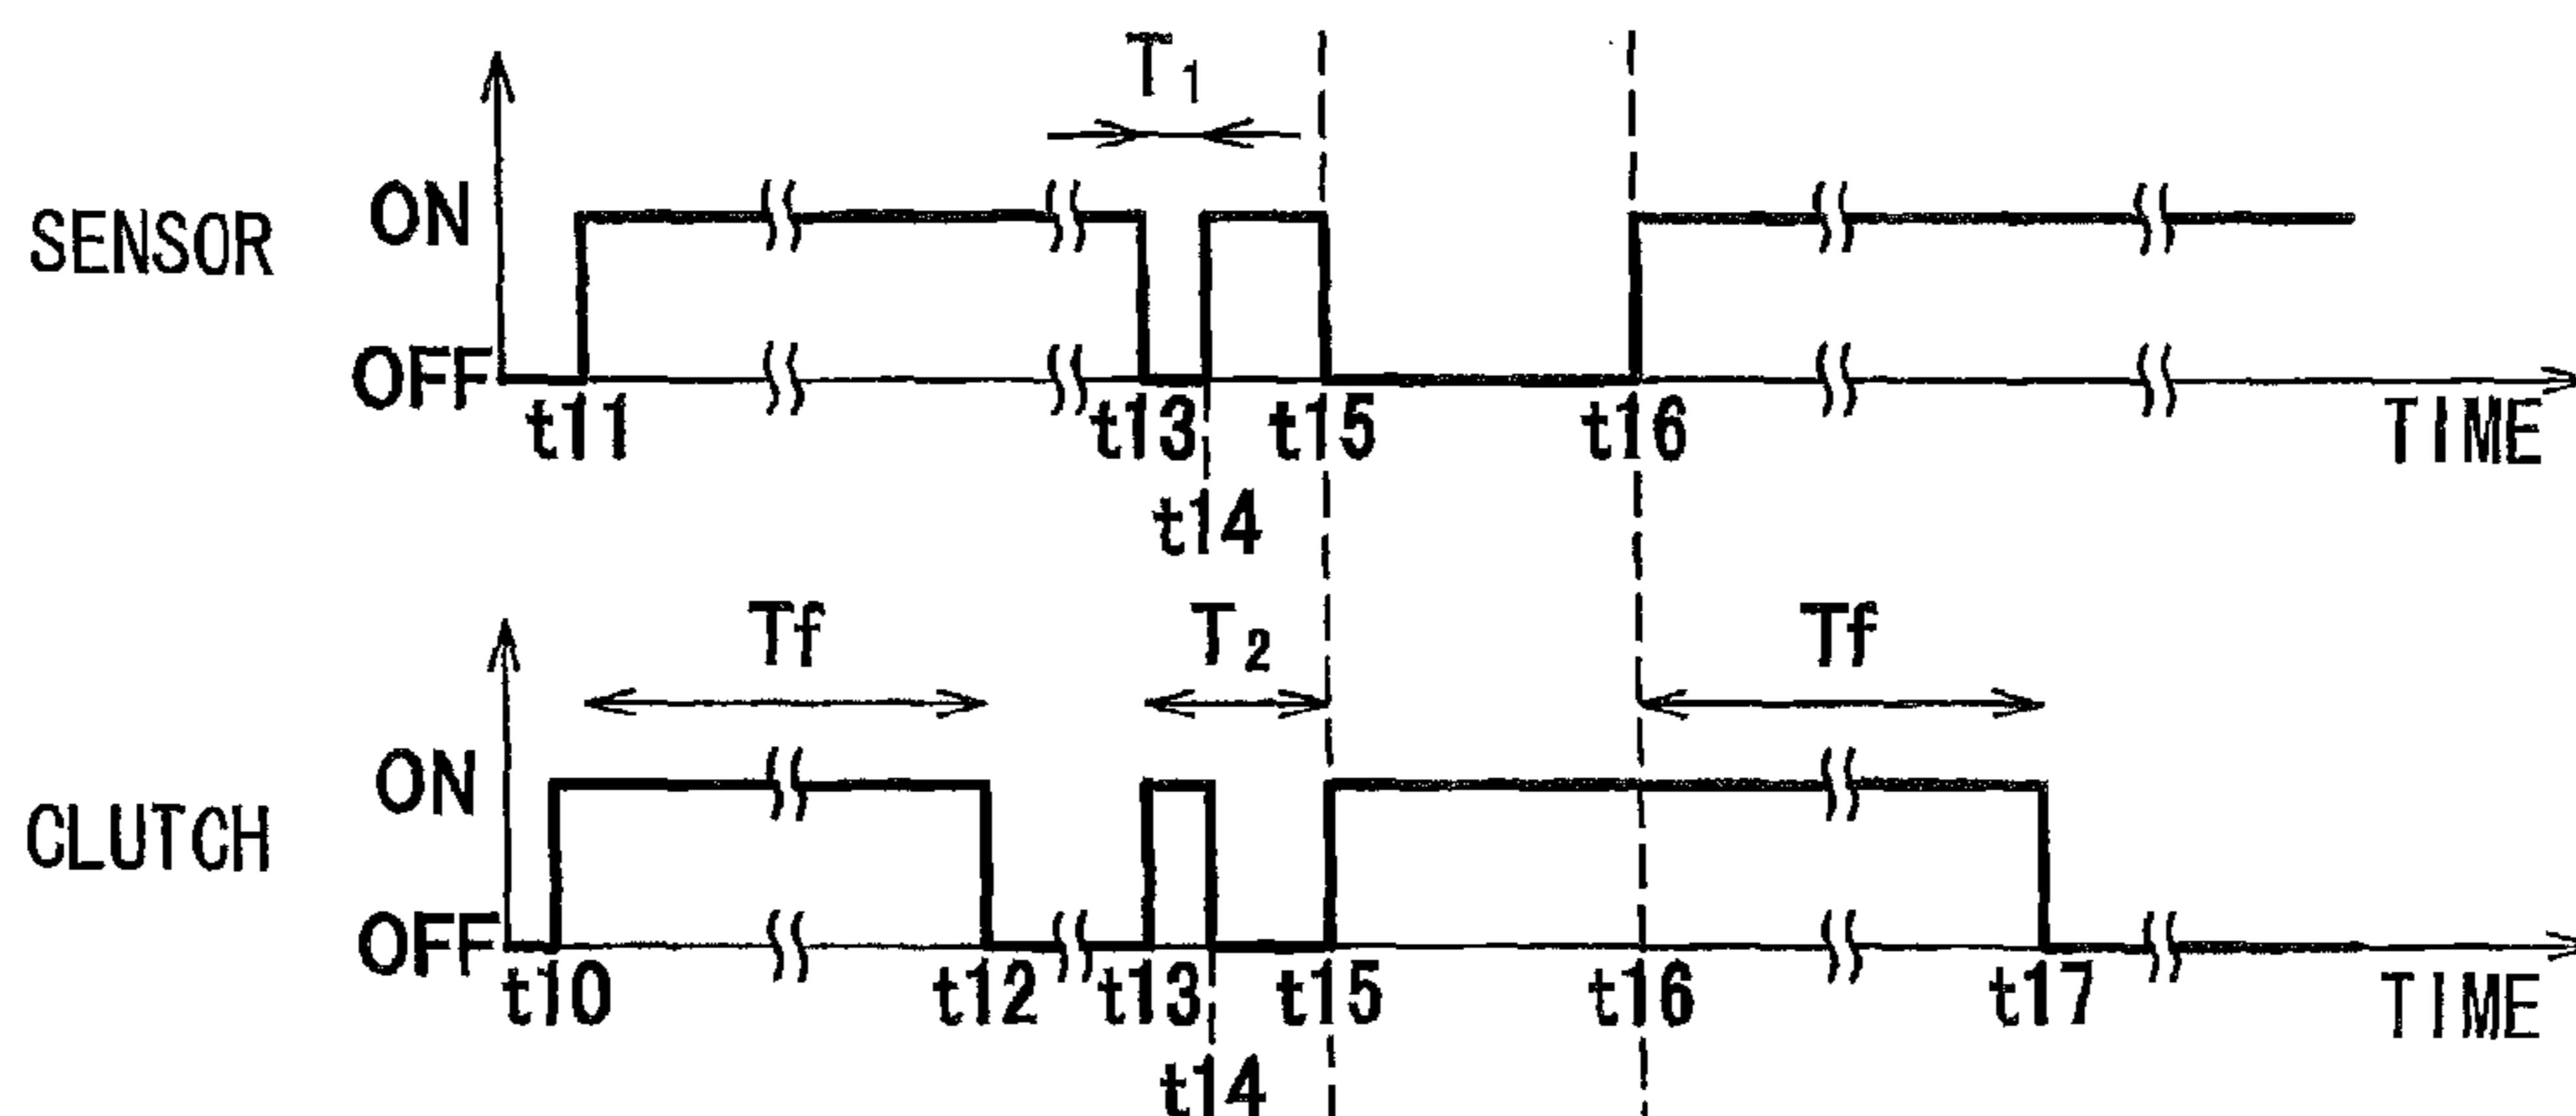 T₁
SENSOR
ON
OFF
t11 t13 t15 t16
TIME
t14
Tf T₂ Tf
CLUTCH
ON
OFF
t10 t12 t13 t15 t16 t17
TIME
t14